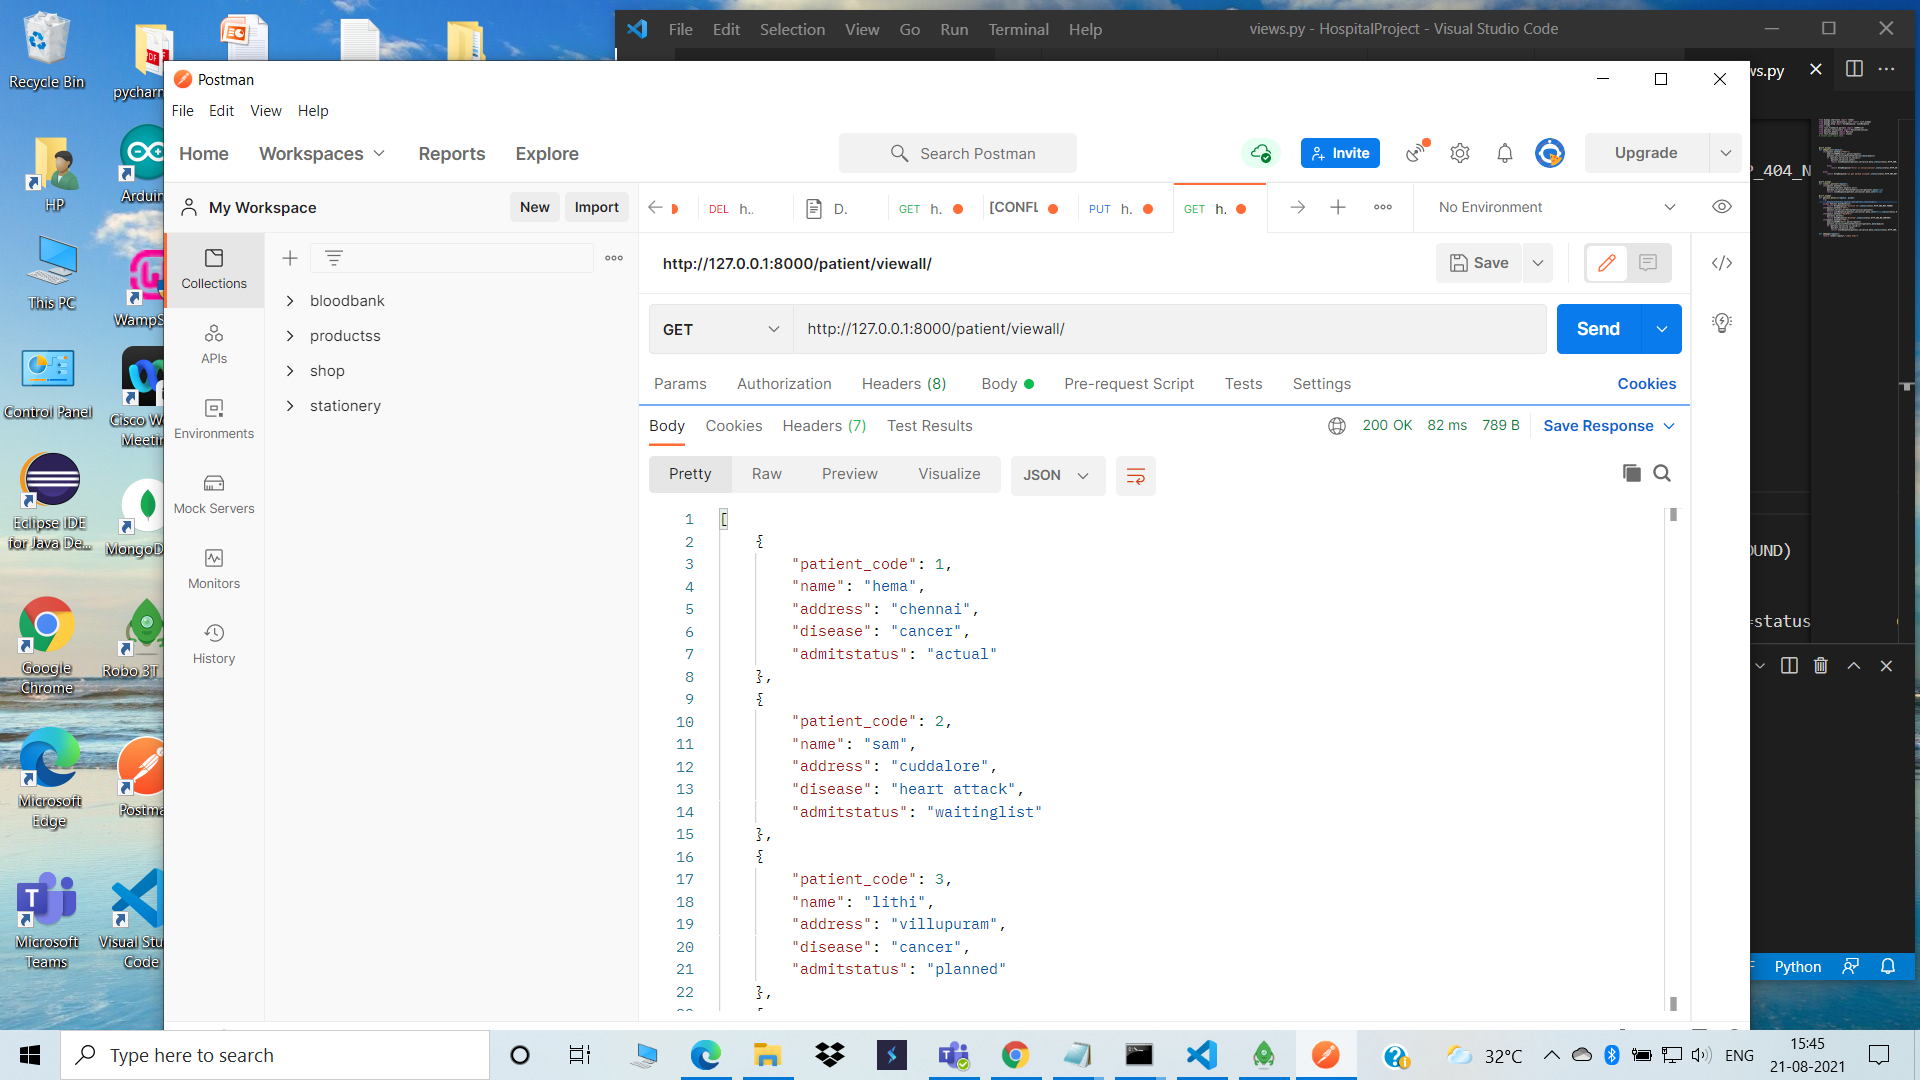 Recycle Bin
pycharm
HP
Arduin
This PC
WampS
Control Panel
Cisco W
Meetin
Eclipse IDE
for Java De...
MongoD
Google
Chrome
Robo 3T
Microsoft
Edge
Postma
Microsoft
Teams
Visual Stu
Code
File Edit Selection View Go Run Terminal Help
views.py - HospitalProject - Visual Studio Code
ws.py
P_404_N
OUND)
=status
Python
Postman
File Edit View Help
Home Workspaces Reports Explore
Search Postman
Invite
Upgrade
My Workspace
New Import
DEL h..
D.
GET h.
[CONFL
PUT h.
GET h.
No Environment
Collections
APIs
Environments
Mock Servers
Monitors
History
bloodbank
productss
shop
stationery
http://127.0.0.1:8000/patient/viewall/
Save
GET http://127.0.0.1:8000/patient/viewall/
Send
Params Authorization Headers (8) Body Pre-request Script Tests Settings Cookies
Body Cookies Headers (7) Test Results 200 OK 82 ms 789 B Save Response
Pretty Raw Preview Visualize JSON
1 [
2 {
3 "patient_code": 1,
4 "name": "hema",
5 "address": "chennai",
6 "disease": "cancer",
7 "admitstatus": "actual"
8 },
9 {
10 "patient_code": 2,
11 "name": "sam",
12 "address": "cuddalore",
13 "disease": "heart attack",
14 "admitstatus": "waitinglist"
15 },
16 {
17 "patient_code": 3,
18 "name": "lithi",
19 "address": "villupuram",
20 "disease": "cancer",
21 "admitstatus": "planned"
22 },
Type here to search
32°C
ENG
15:45
21-08-2021